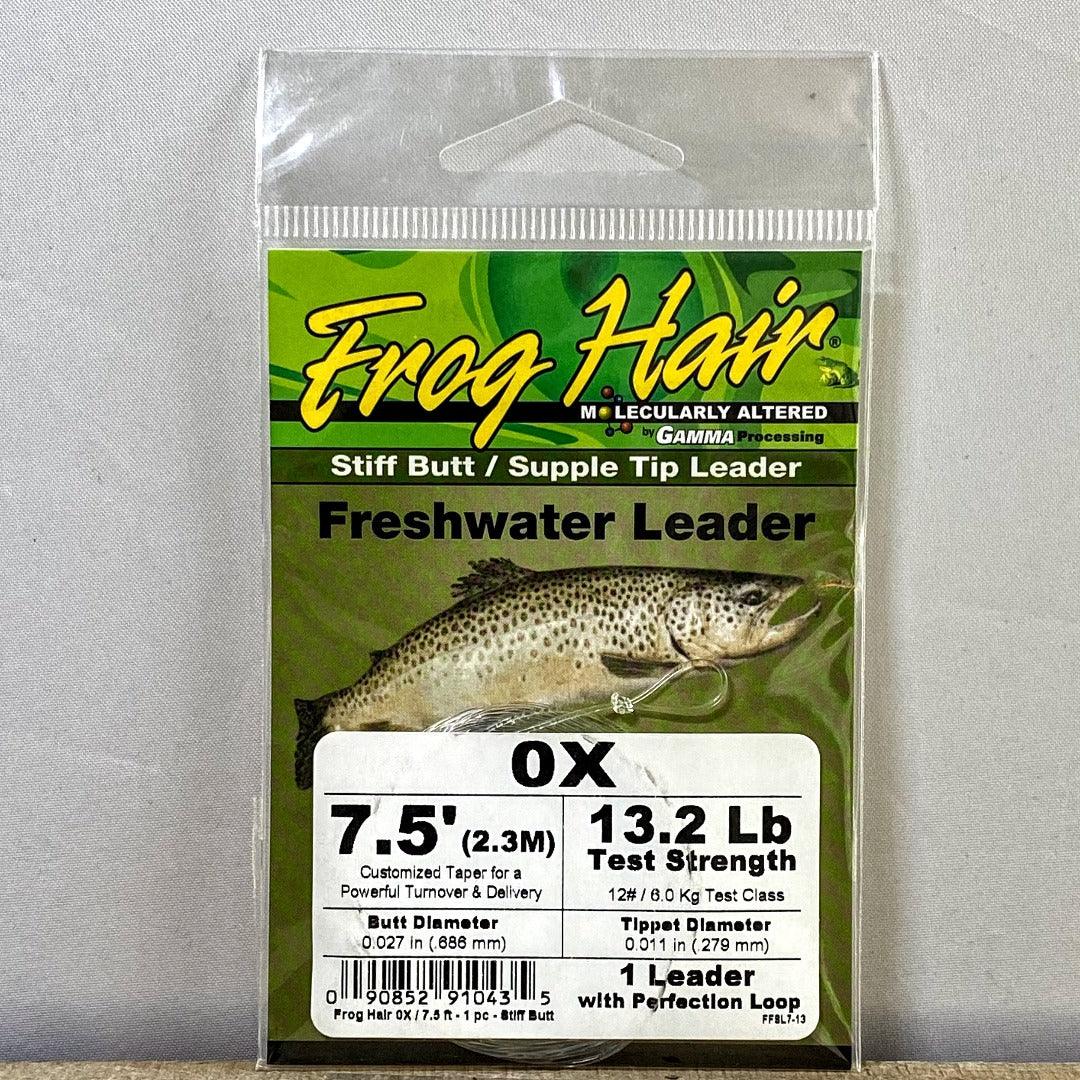 Frog Hair®
MOLECULARLY ALTERED
by GAMMA Processing
Stiff Butt / Supple Tip Leader
Freshwater Leader
0X
7.5' (2.3M)
Customized Taper for a
Powerful Turnover & Delivery
13.2 Lb
Test Strength
12# / 6.0 Kg Test Class
Butt Diameter
0.027 in (.686 mm)
Tippet Diameter
0.011 in (.279 mm)
0 90852 91043 5
Frog Hair 0X / 7.5 ft - 1 pc - Stiff Butt
1 Leader
with Perfection Loop
FFSL7-13